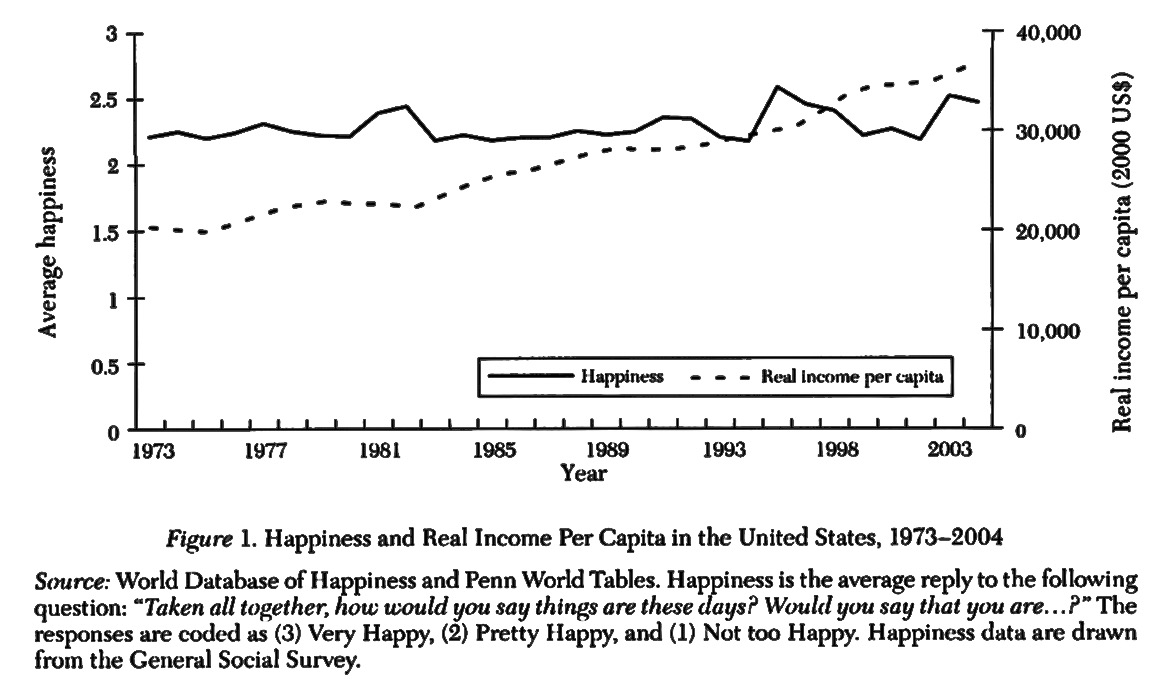 3
2.5
2
1.5
1
0.5
0
Average happiness
40,000
30,000
20,000
10,000
0
Real income per capita (2000 US$)
Happiness
Real income per capita
1973 1977 1981 1985 1989 1993 1998 2003
Year
Figure 1. Happiness and Real Income Per Capita in the United States, 1973–2004
Source: World Database of Happiness and Penn World Tables. Happiness is the average reply to the following
question: “Taken all together, how would you say things are these days? Would you say that you are...?” The
responses are coded as (3) Very Happy, (2) Pretty Happy, and (1) Not too Happy. Happiness data are drawn
from the General Social Survey.